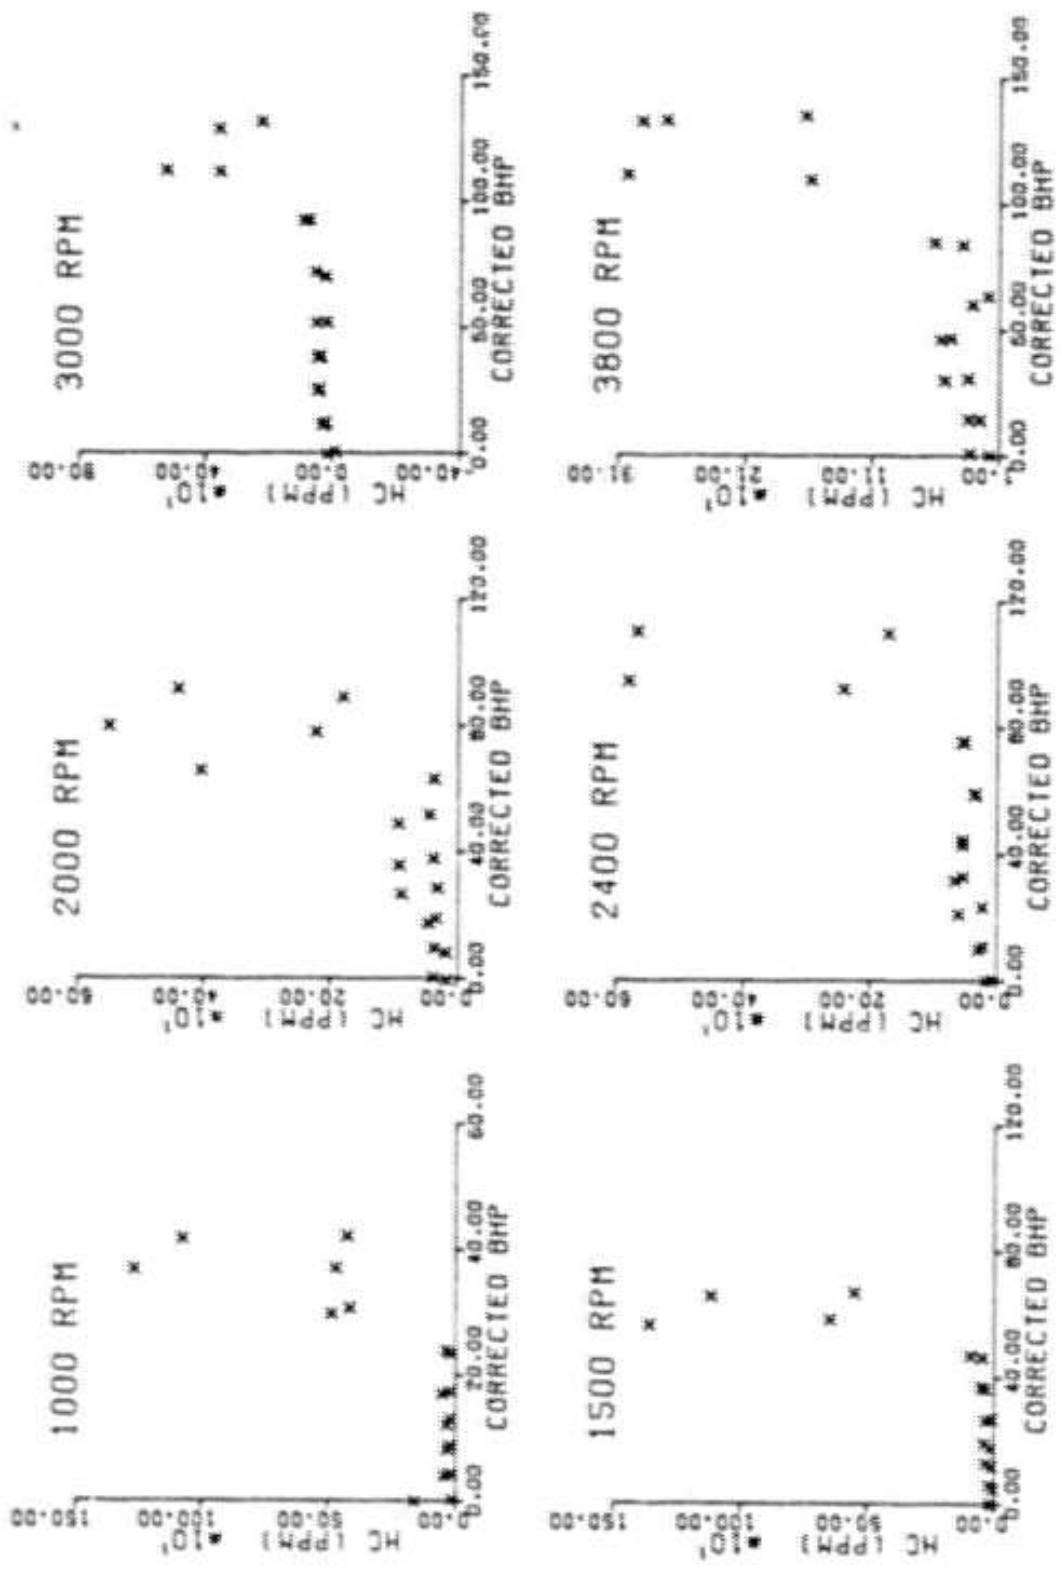 1000 RPM
150.00
100.00
50.00
0.00
HC
(PPM)
*10¹
0.00 20.00 40.00 60.00
CORRECTED BHP
2000 RPM
60.00
40.00
20.00
0.00
HC
(PPM)
*10¹
0.00 40.00 80.00 120.00
CORRECTED BHP
3000 RPM
80.00
40.00
0.00
-40.00
HC
(PPM)
*10¹
0.00 50.00 100.00 150.00
CORRECTED BHP
1500 RPM
150.00
100.00
50.00
0.00
HC
(PPM)
*10¹
0.00 40.00 80.00 120.00
CORRECTED BHP
2400 RPM
60.00
40.00
20.00
0.00
HC
(PPM)
*10¹
0.00 40.00 80.00 120.00
CORRECTED BHP
3800 RPM
31.00
21.00
11.00
HC
(PPM)
*10¹
0.00 50.00 100.00 150.00
CORRECTED BHP